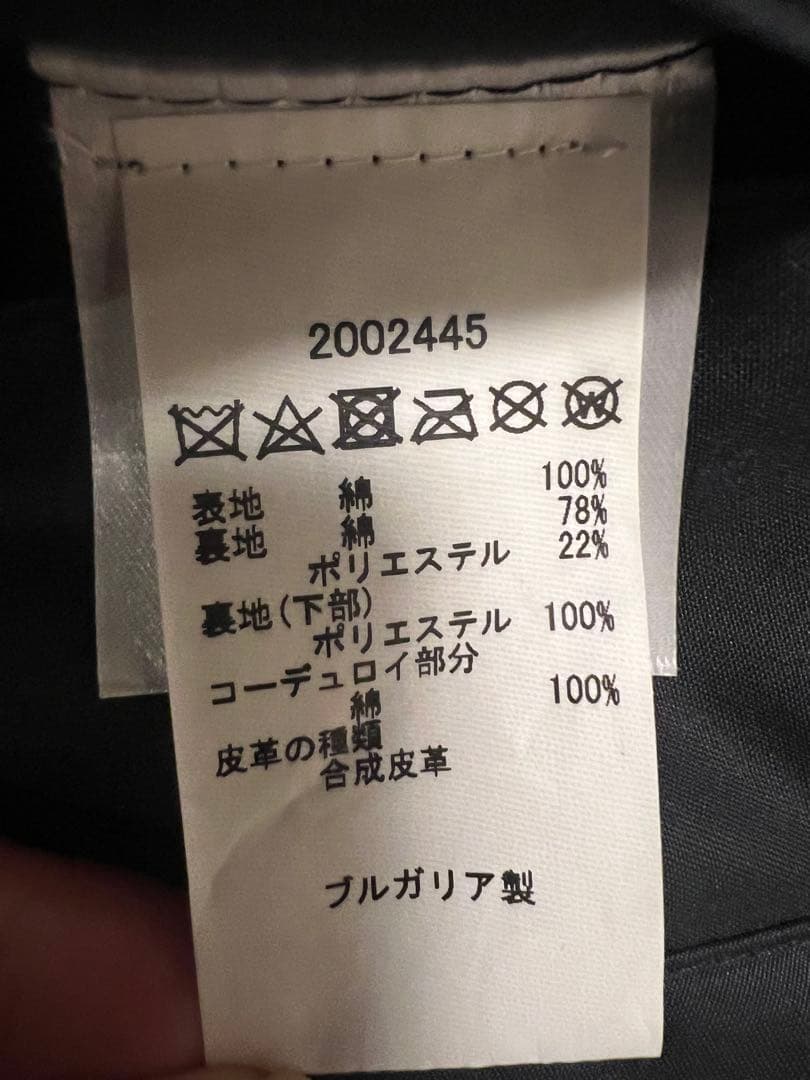 2002445
表地 綿 100%
裏地 綿 78%
ポリエステル 22%
裏地(下部)
ポリエステル 100%
コーデュロイ部分
綿 100%
皮革の種類
合成皮革
ブルガリア製